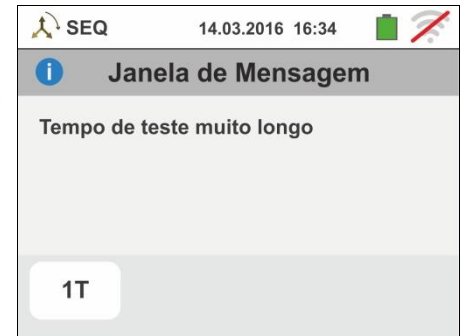 SEQ 14.03.2016 16:34
i Janela de Mensagem
Tempo de teste muito longo
1T